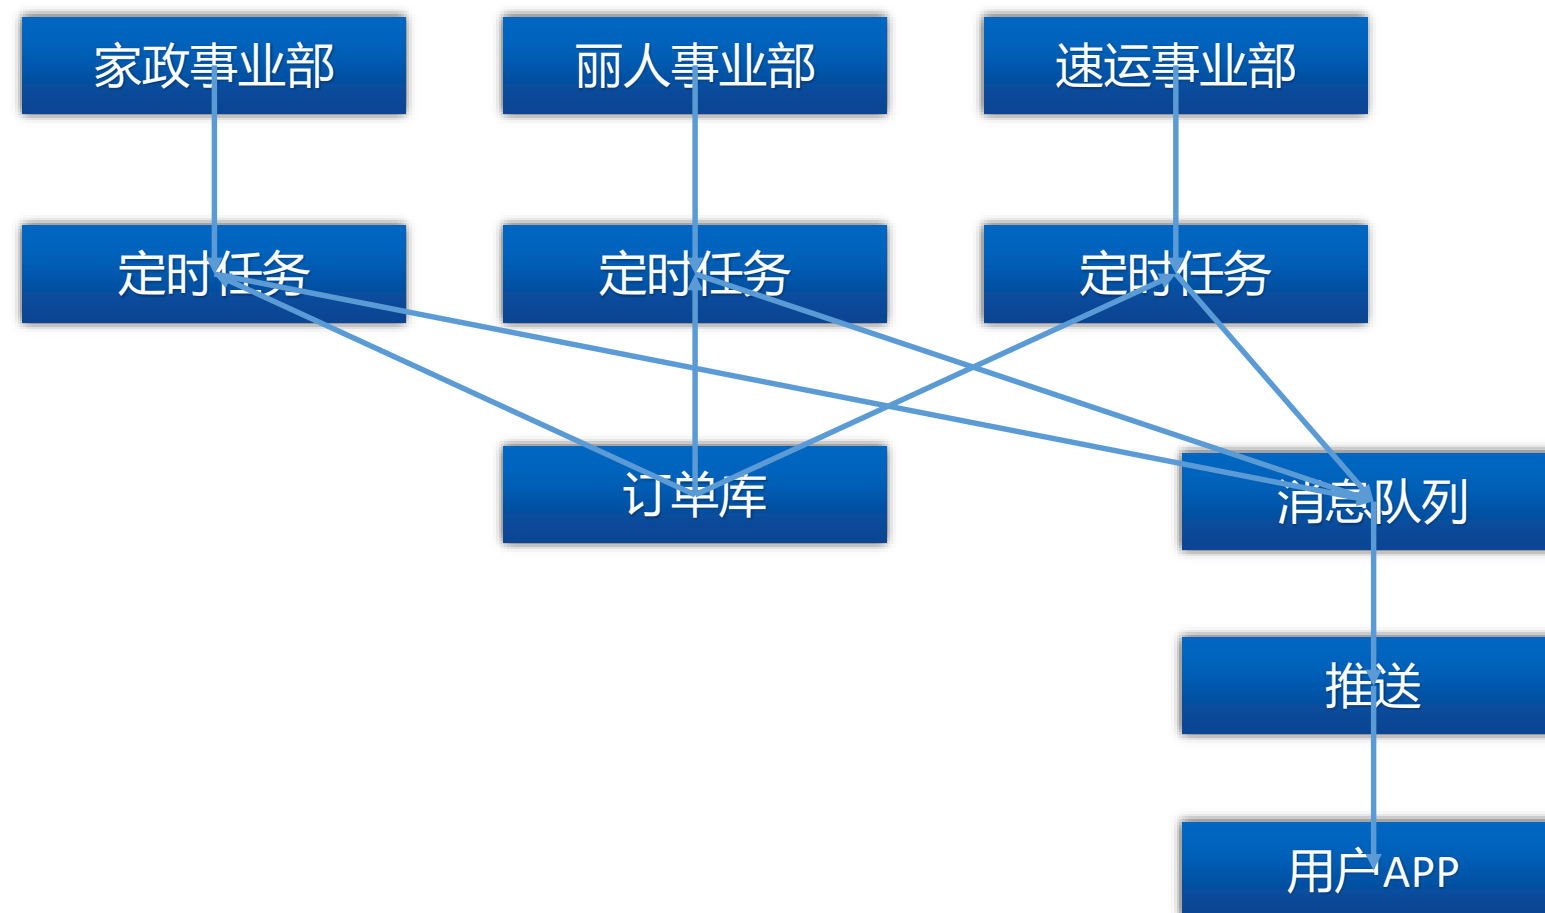 家政事业部
丽人事业部
速运事业部
定时任务
定时任务
定时任务
订单库
消息队列
推送
用户APP